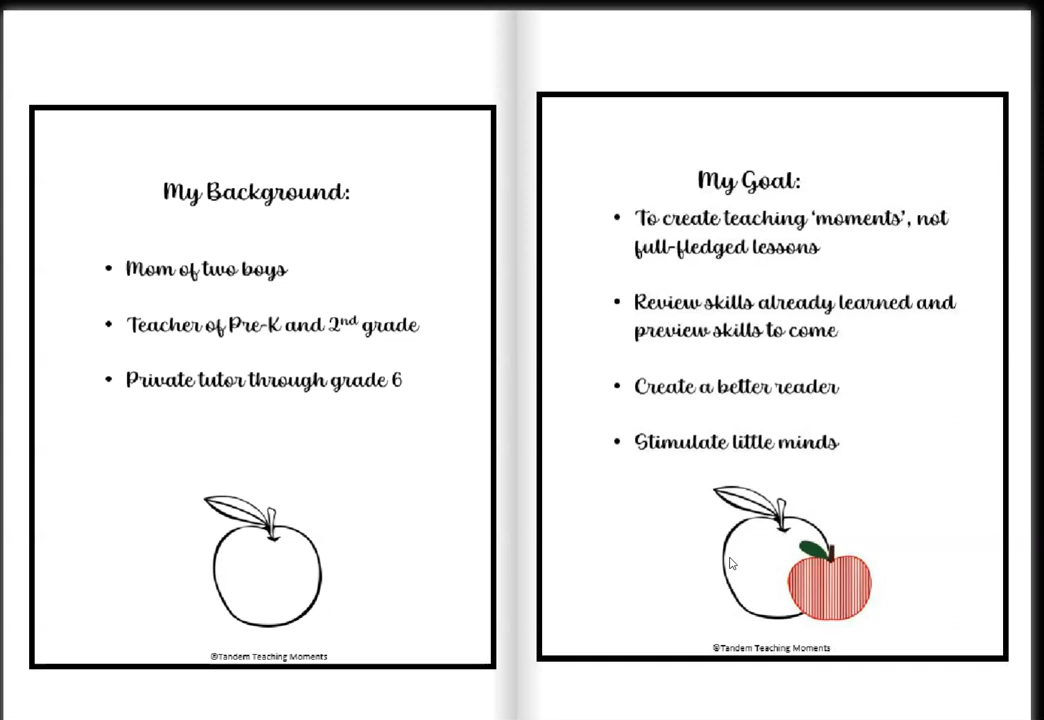 My Background:
• Mom of two boys
• Teacher of Pre-K and 2nd grade
• Private tutor through grade 6
©Tandem Teaching Moments
My Goal:
• To create teaching ‘moments’, not
full-fledged lessons
• Review skills already learned and
preview skills to come
• Create a better reader
• Stimulate little minds
©Tandem Teaching Moments